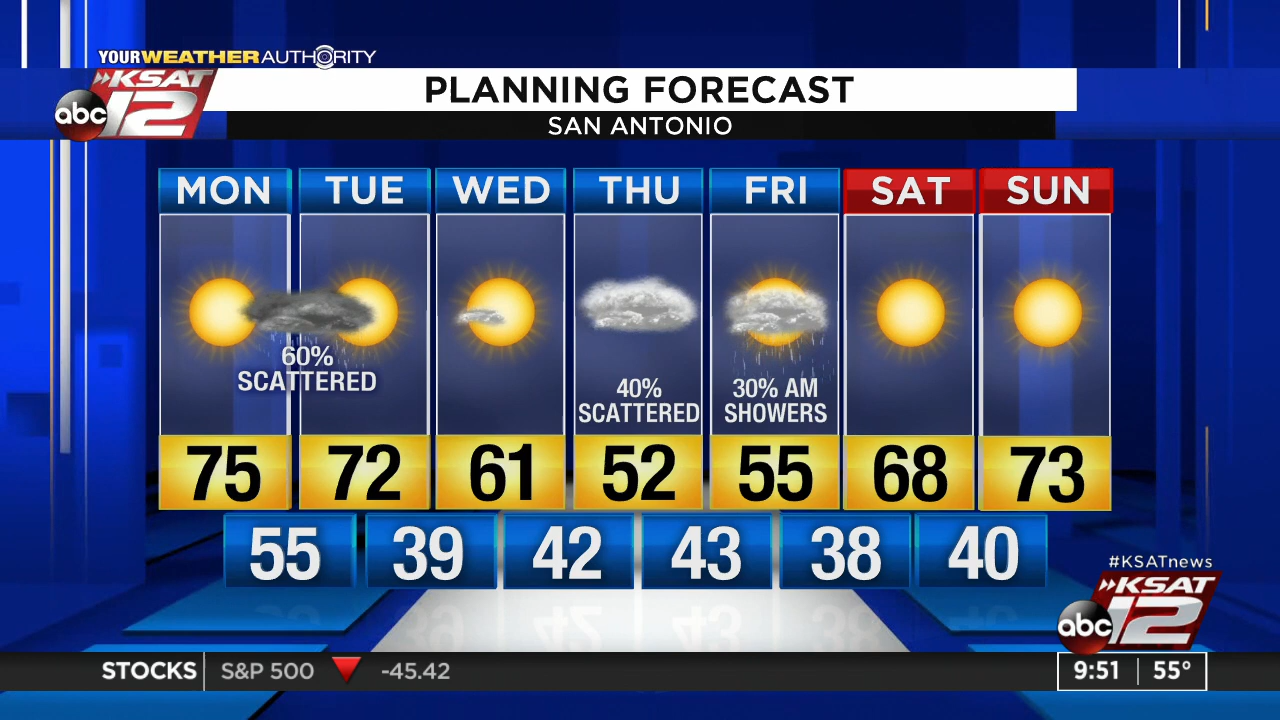 YOURWEATHERAUTHORITY
KSAT
abc 12
PLANNING FORECAST
SAN ANTONIO
MON TUE WED THU FRI SAT SUN
60%
SCATTERED
40%
SCATTERED
30% AM
SHOWERS
75 72 61 52 55 68 73
55 39 42 43 38 40
#KSATnews
KSAT
abc 12
STOCKS S&P 500 -45.42
9:51 55°